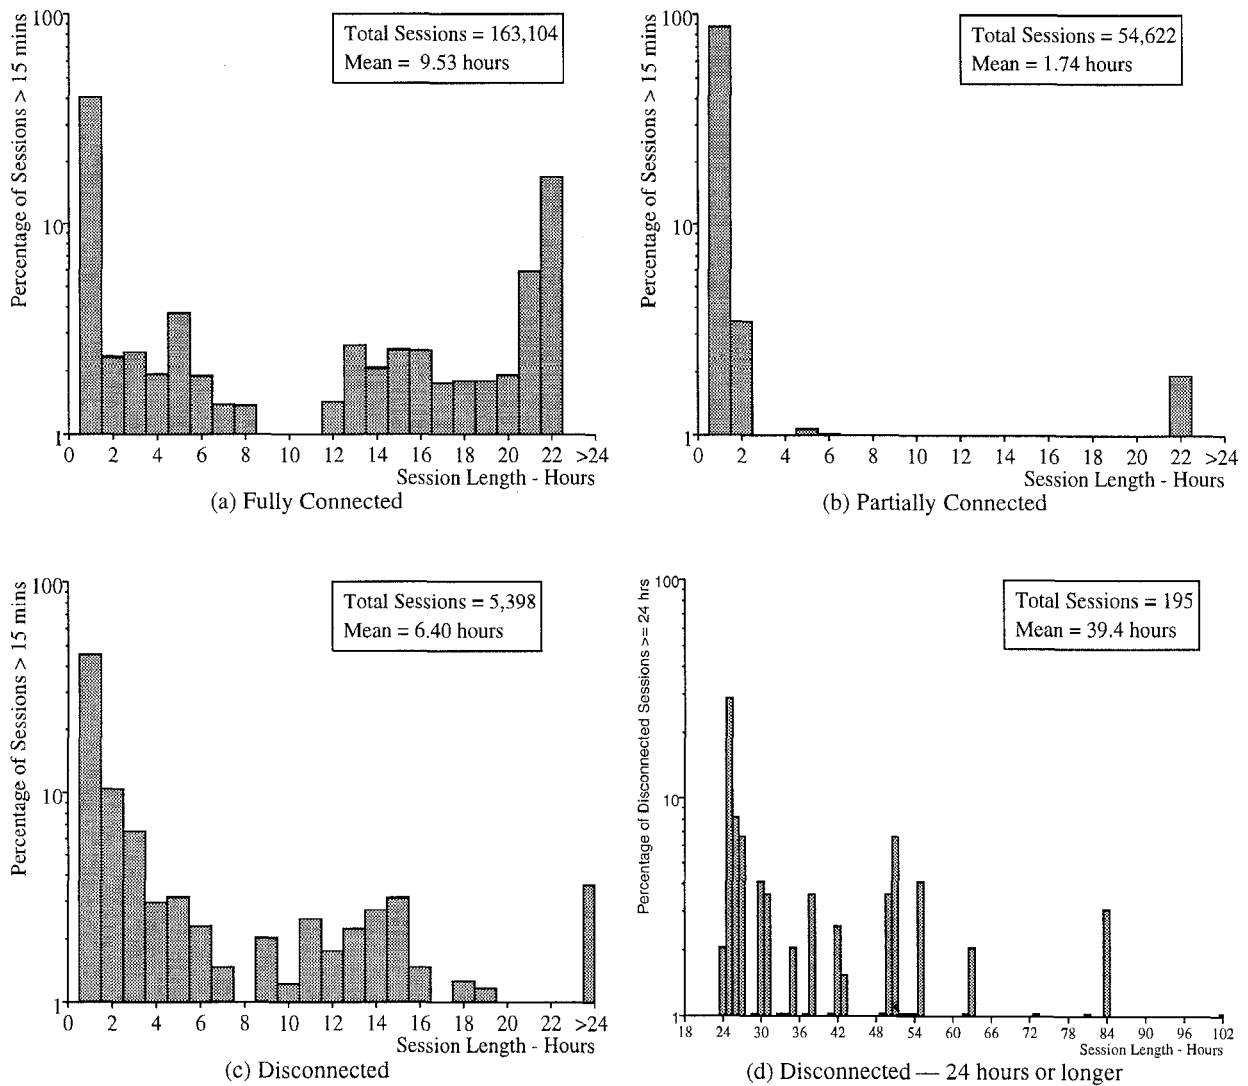 Percentage of Sessions > 15 mins
100
10
1
Total Sessions = 163,104
Mean = 9.53 hours
0 2 4 6 8 10 12 14 16 18 20 22 >24
Session Length - Hours
(a) Fully Connected
Percentage of Sessions > 15 mins
100
10
1
Total Sessions = 54,622
Mean = 1.74 hours
0 2 4 6 8 10 12 14 16 18 20 22 >24
Session Length - Hours
(b) Partially Connected
Percentage of Sessions > 15 mins
100
10
1
Total Sessions = 5,398
Mean = 6.40 hours
0 2 4 6 8 10 12 14 16 18 20 22 >24
Session Length - Hours
(c) Disconnected
Percentage of Disconnected Sessions >= 24 hrs
100
10
1
Total Sessions = 195
Mean = 39.4 hours
18 24 30 36 42 48 54 60 66 72 78 84 90 96 102
Session Length - Hours
(d) Disconnected — 24 hours or longer